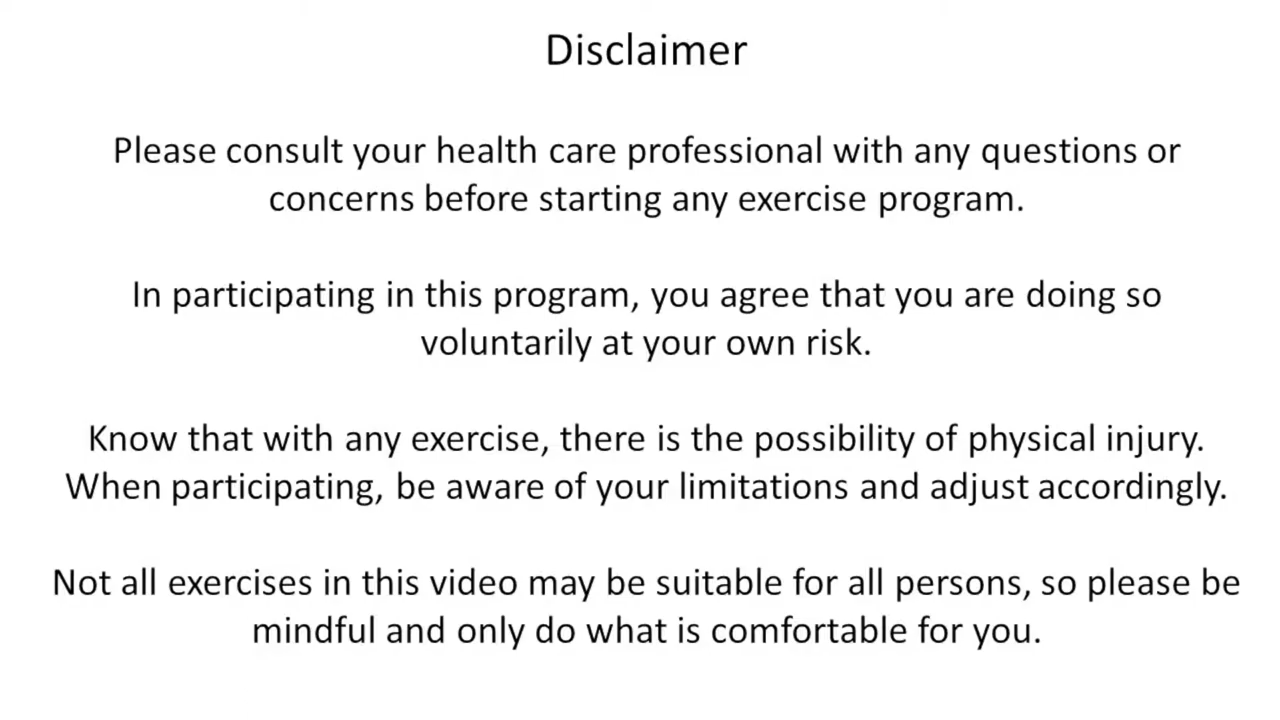 Disclaimer
Please consult your health care professional with any questions or
concerns before starting any exercise program.
In participating in this program, you agree that you are doing so
voluntarily at your own risk.
Know that with any exercise, there is the possibility of physical injury.
When participating, be aware of your limitations and adjust accordingly.
Not all exercises in this video may be suitable for all persons, so please be
mindful and only do what is comfortable for you.